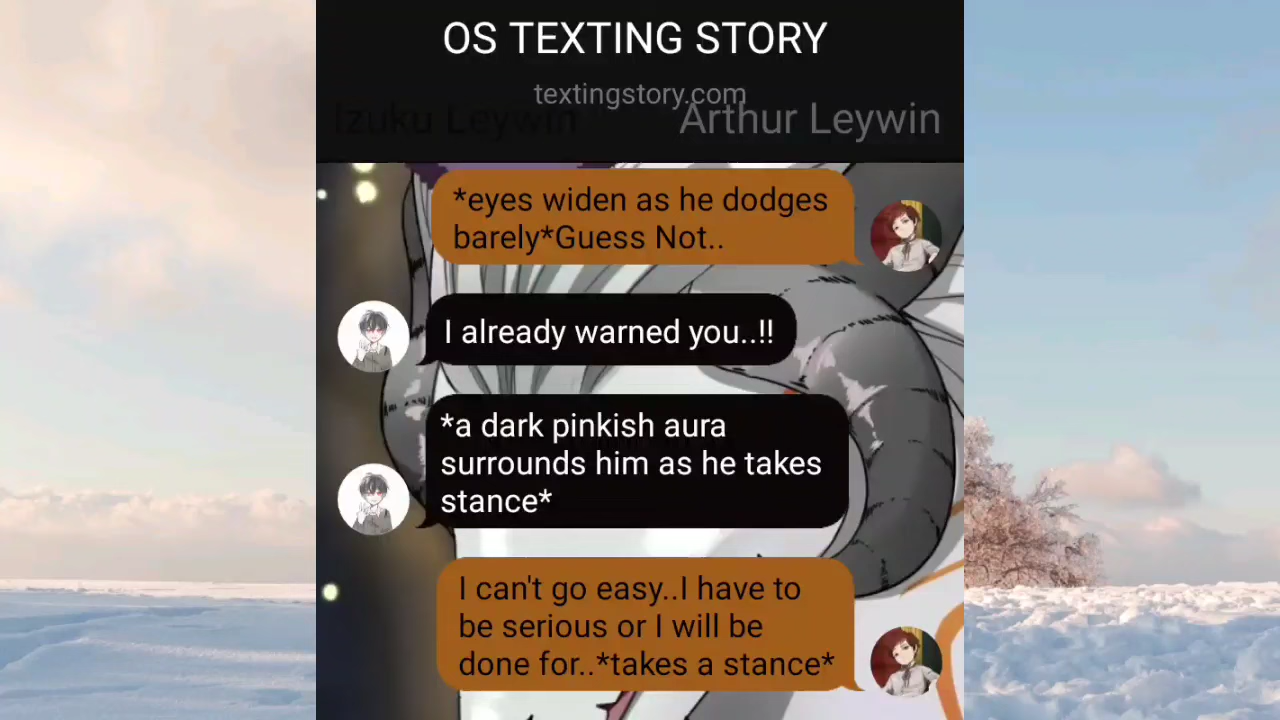 OS TEXTING STORY
textingstory.com
Izuku Leywin
Arthur Leywin
*eyes widen as he dodges
barely*Guess Not..
I already warned you..!!
*a dark pinkish aura
surrounds him as he takes
stance*
I can't go easy..I have to
be serious or I will be
done for..*takes a stance*